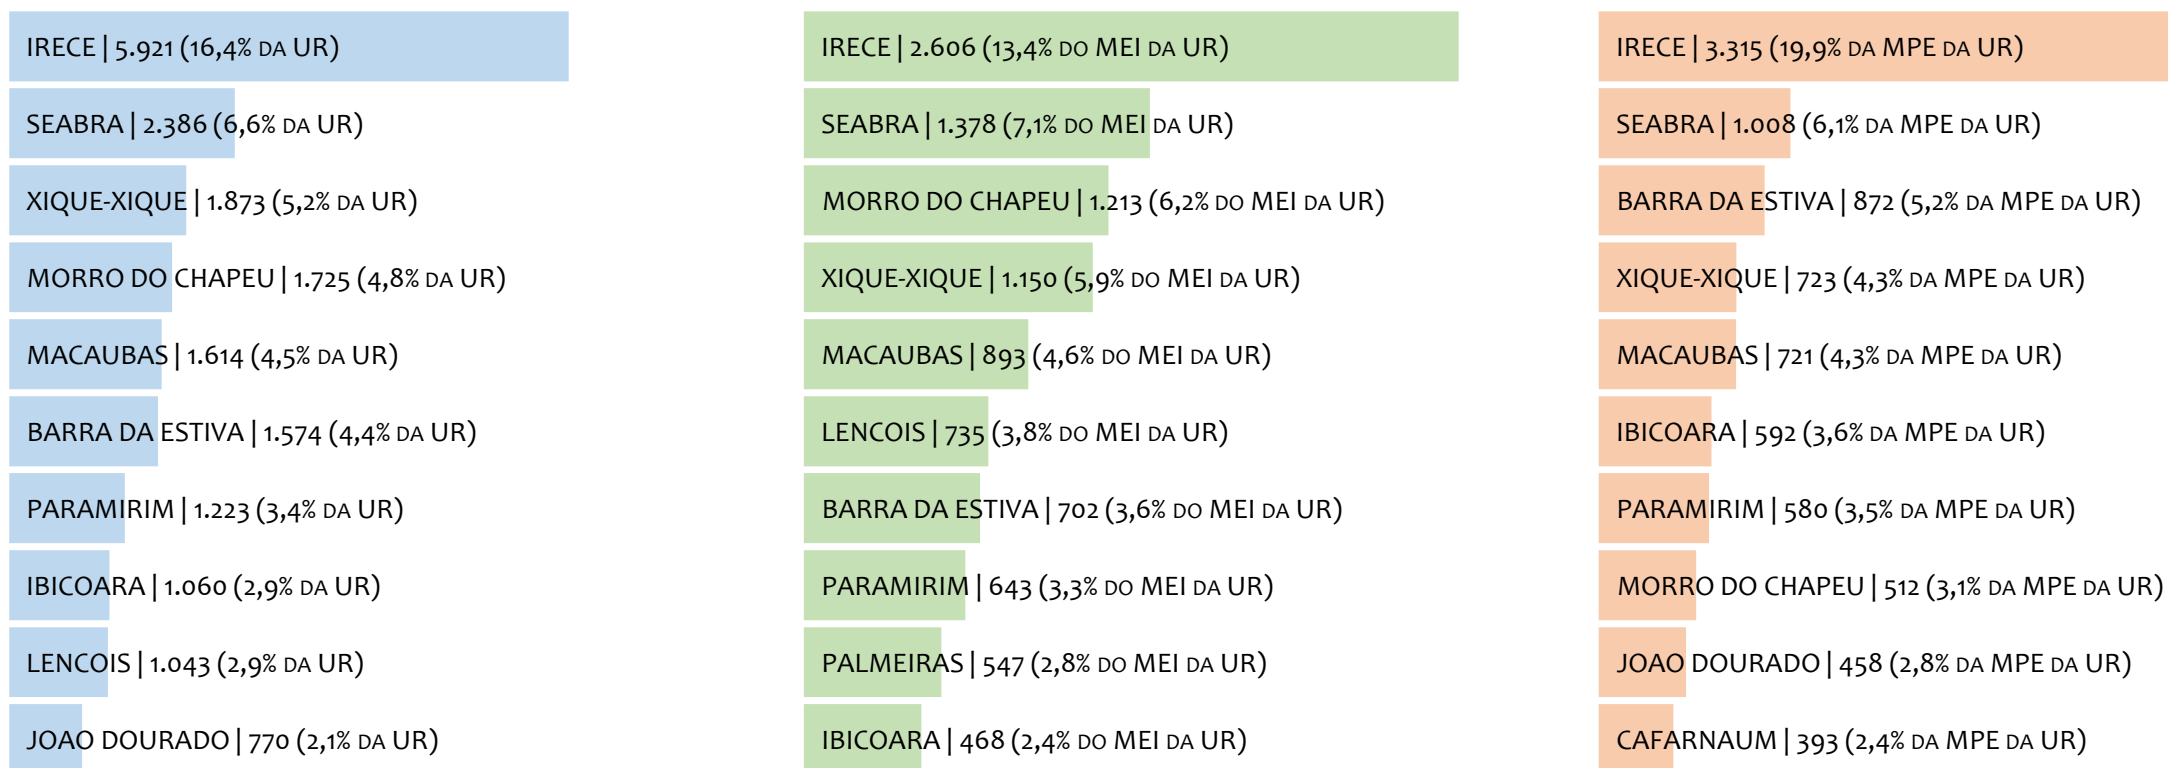 IRECE | 5.921 (16,4% DA UR)
SEABRA | 2.386 (6,6% DA UR)
XIQUE-XIQUE | 1.873 (5,2% DA UR)
MORRO DO CHAPEU | 1.725 (4,8% DA UR)
MACAUBAS | 1.614 (4,5% DA UR)
BARRA DA ESTIVA | 1.574 (4,4% DA UR)
PARAMIRIM | 1.223 (3,4% DA UR)
IBICOARA | 1.060 (2,9% DA UR)
LENCOIS | 1.043 (2,9% DA UR)
JOAO DOURADO | 770 (2,1% DA UR)
IRECE | 2.606 (13,4% DO MEI DA UR)
SEABRA | 1.378 (7,1% DO MEI DA UR)
MORRO DO CHAPEU | 1.213 (6,2% DO MEI DA UR)
XIQUE-XIQUE | 1.150 (5,9% DO MEI DA UR)
MACAUBAS | 893 (4,6% DO MEI DA UR)
LENCOIS | 735 (3,8% DO MEI DA UR)
BARRA DA ESTIVA | 702 (3,6% DO MEI DA UR)
PARAMIRIM | 643 (3,3% DO MEI DA UR)
PALMEIRAS | 547 (2,8% DO MEI DA UR)
IBICOARA | 468 (2,4% DO MEI DA UR)
IRECE | 3.315 (19,9% DA MPE DA UR)
SEABRA | 1.008 (6,1% DA MPE DA UR)
BARRA DA ESTIVA | 872 (5,2% DA MPE DA UR)
XIQUE-XIQUE | 723 (4,3% DA MPE DA UR)
MACAUBAS | 721 (4,3% DA MPE DA UR)
IBICOARA | 592 (3,6% DA MPE DA UR)
PARAMIRIM | 580 (3,5% DA MPE DA UR)
MORRO DO CHAPEU | 512 (3,1% DA MPE DA UR)
JOAO DOURADO | 458 (2,8% DA MPE DA UR)
CAFARNAUM | 393 (2,4% DA MPE DA UR)